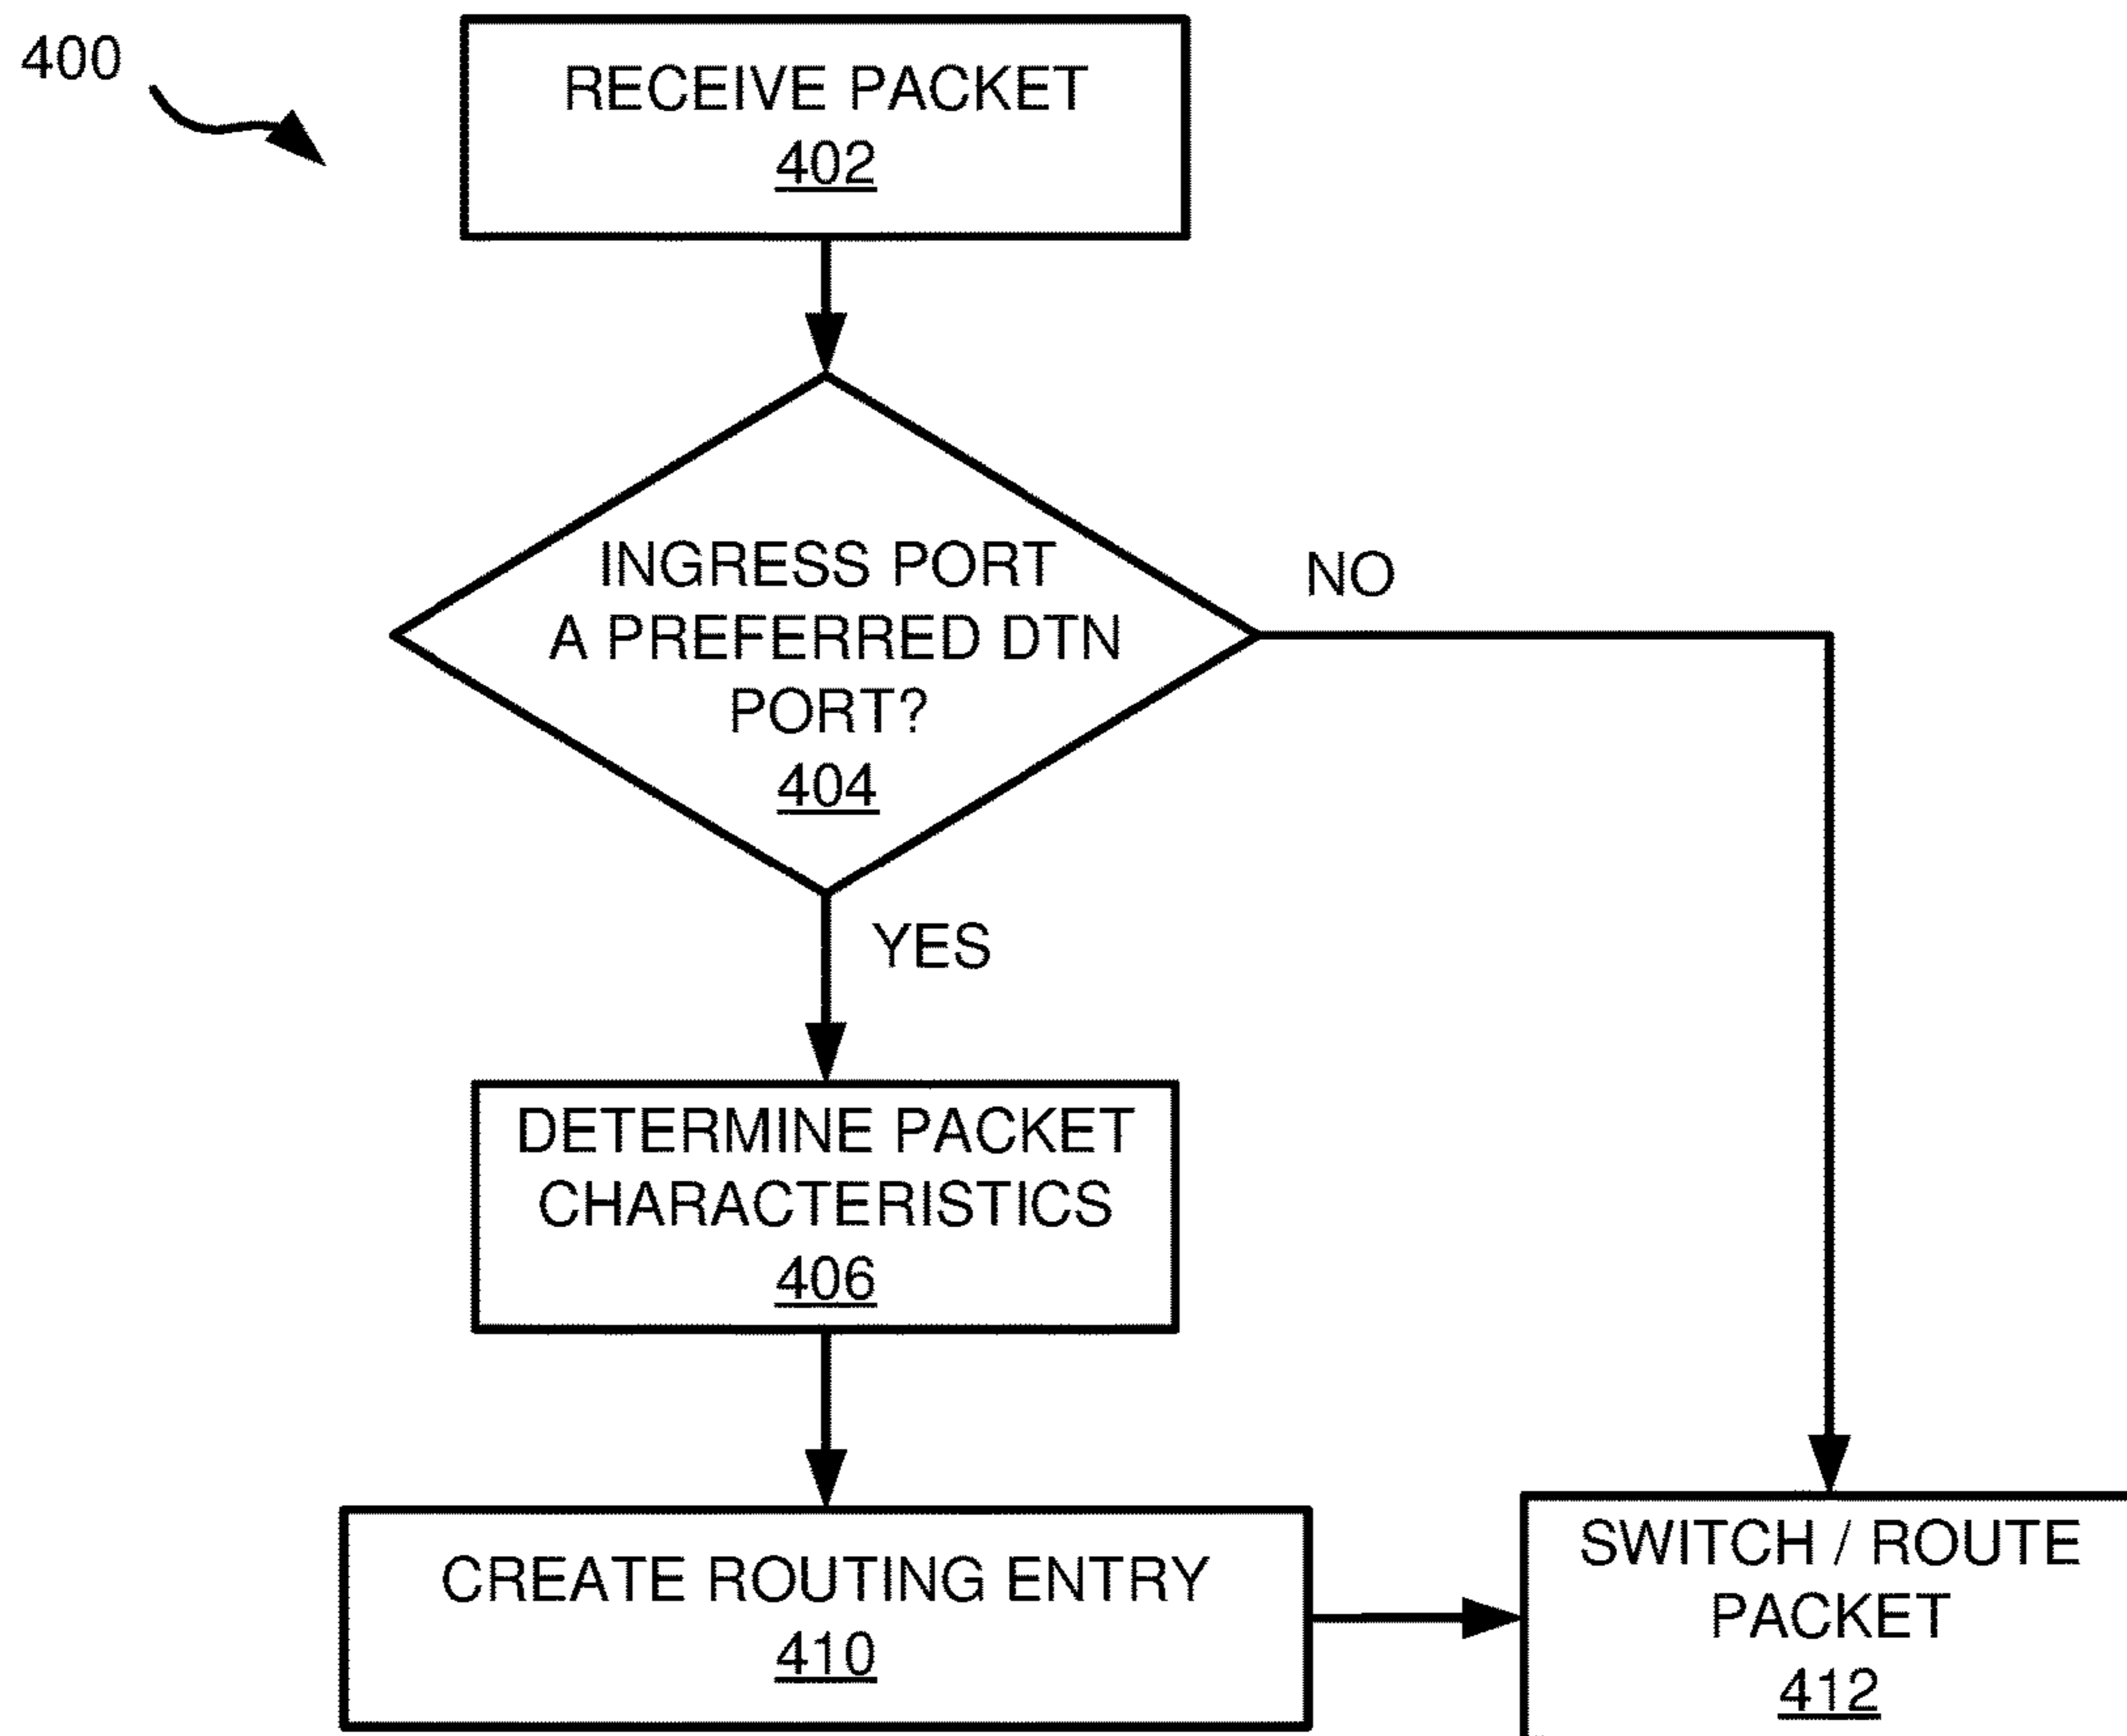 400
RECEIVE PACKET
402
INGRESS PORT
A PREFERRED DTN
PORT?
404
NO
YES
DETERMINE PACKET
CHARACTERISTICS
406
CREATE ROUTING ENTRY
410
SWITCH / ROUTE
PACKET
412